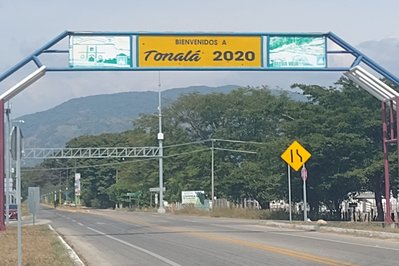 BIENVENIDOS A
Tonalá 2020